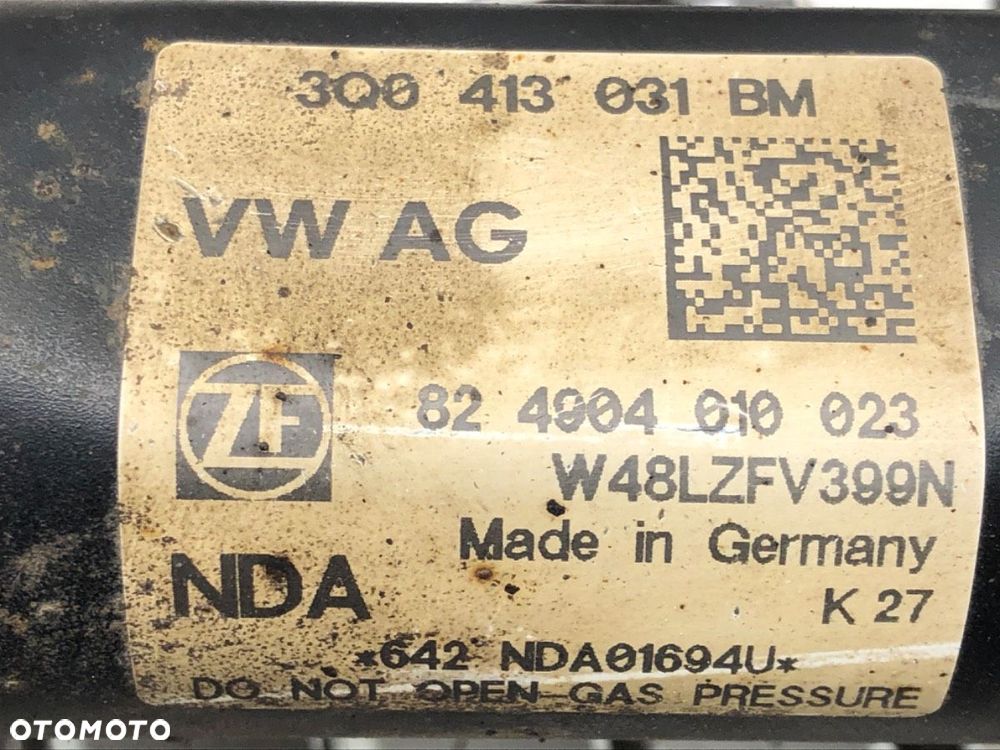 3Q0 413 031 BM
VW AG
ZF
82 4904 010 023
W48LZFV399N
Made in Germany
NDA
K 27
*642 NDA01694U*
DO NOT OPEN-GAS PRESSURE
OTOMOTO